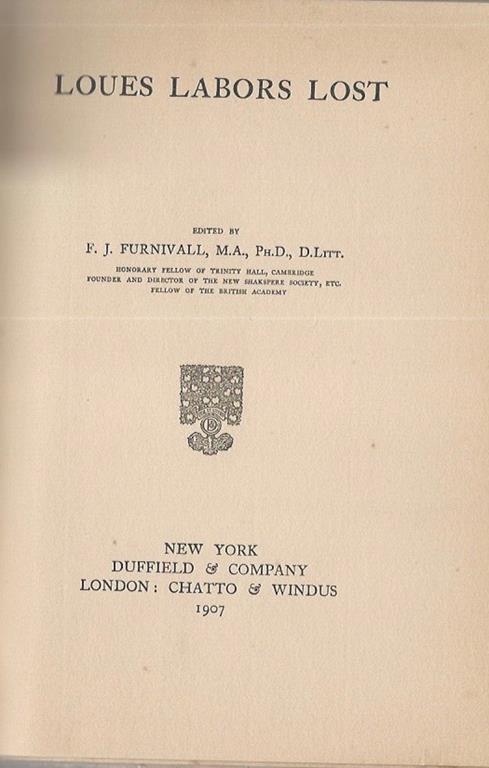 LOUES LABORS LOST
EDITED BY
F. J. FURNIVALL, M.A., PH.D., D.LITT.
HONORARY FELLOW OF TRINITY HALL, CAMBRIDGE
FOUNDER AND DIRECTOR OF THE NEW SHAKSPERE SOCIETY, ETC.
FELLOW OF THE BRITISH ACADEMY
NEW YORK
DUFFIELD & COMPANY
LONDON: CHATTO & WINDUS
1907